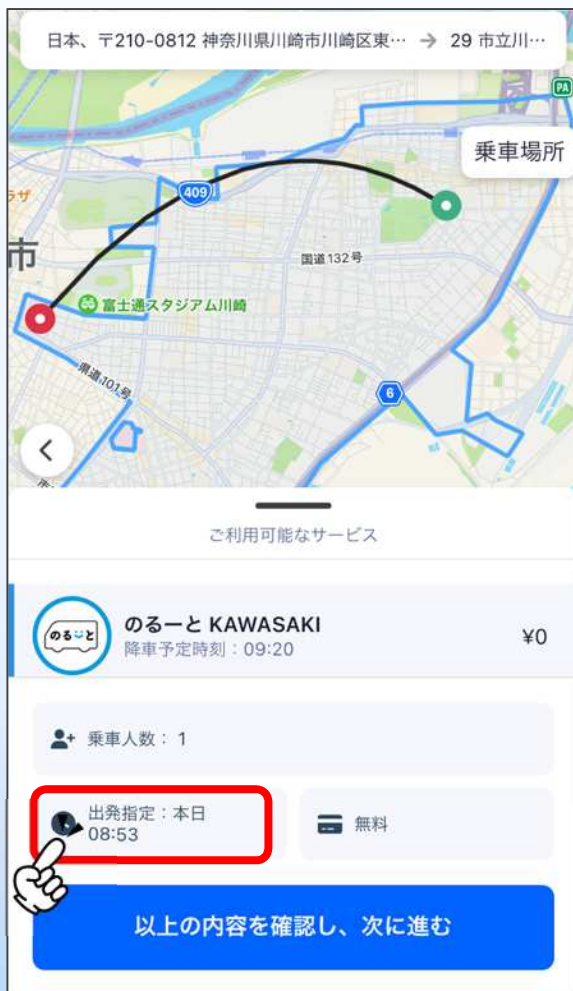 日本、〒210-0812 神奈川県川崎市川崎区東… → 29 市立川…
PA
乗車場所
409
市
国道132号
富士通スタジアム川崎
県道101号
6
ご利用可能なサービス
のるーと
のるーと KAWASAKI
降車予定時刻：09:20
¥0
乗車人数： 1
出発指定：本日
08:53
無料
以上の内容を確認し、次に進む